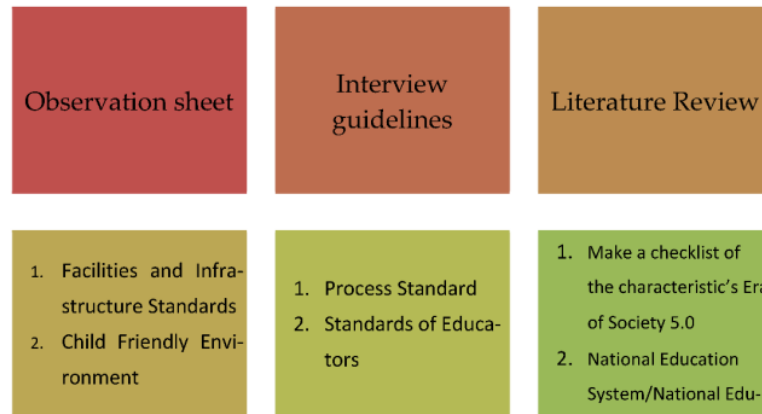 Observation sheet
Interview
guidelines
Literature Review
1. Facilities and Infra-
structure Standards
2. Child Friendly Envi-
ronment
1. Process Standard
2. Standards of Educa-
tors
1. Make a checklist of
the characteristic's Era
of Society 5.0
2. National Education
System/National Edu-